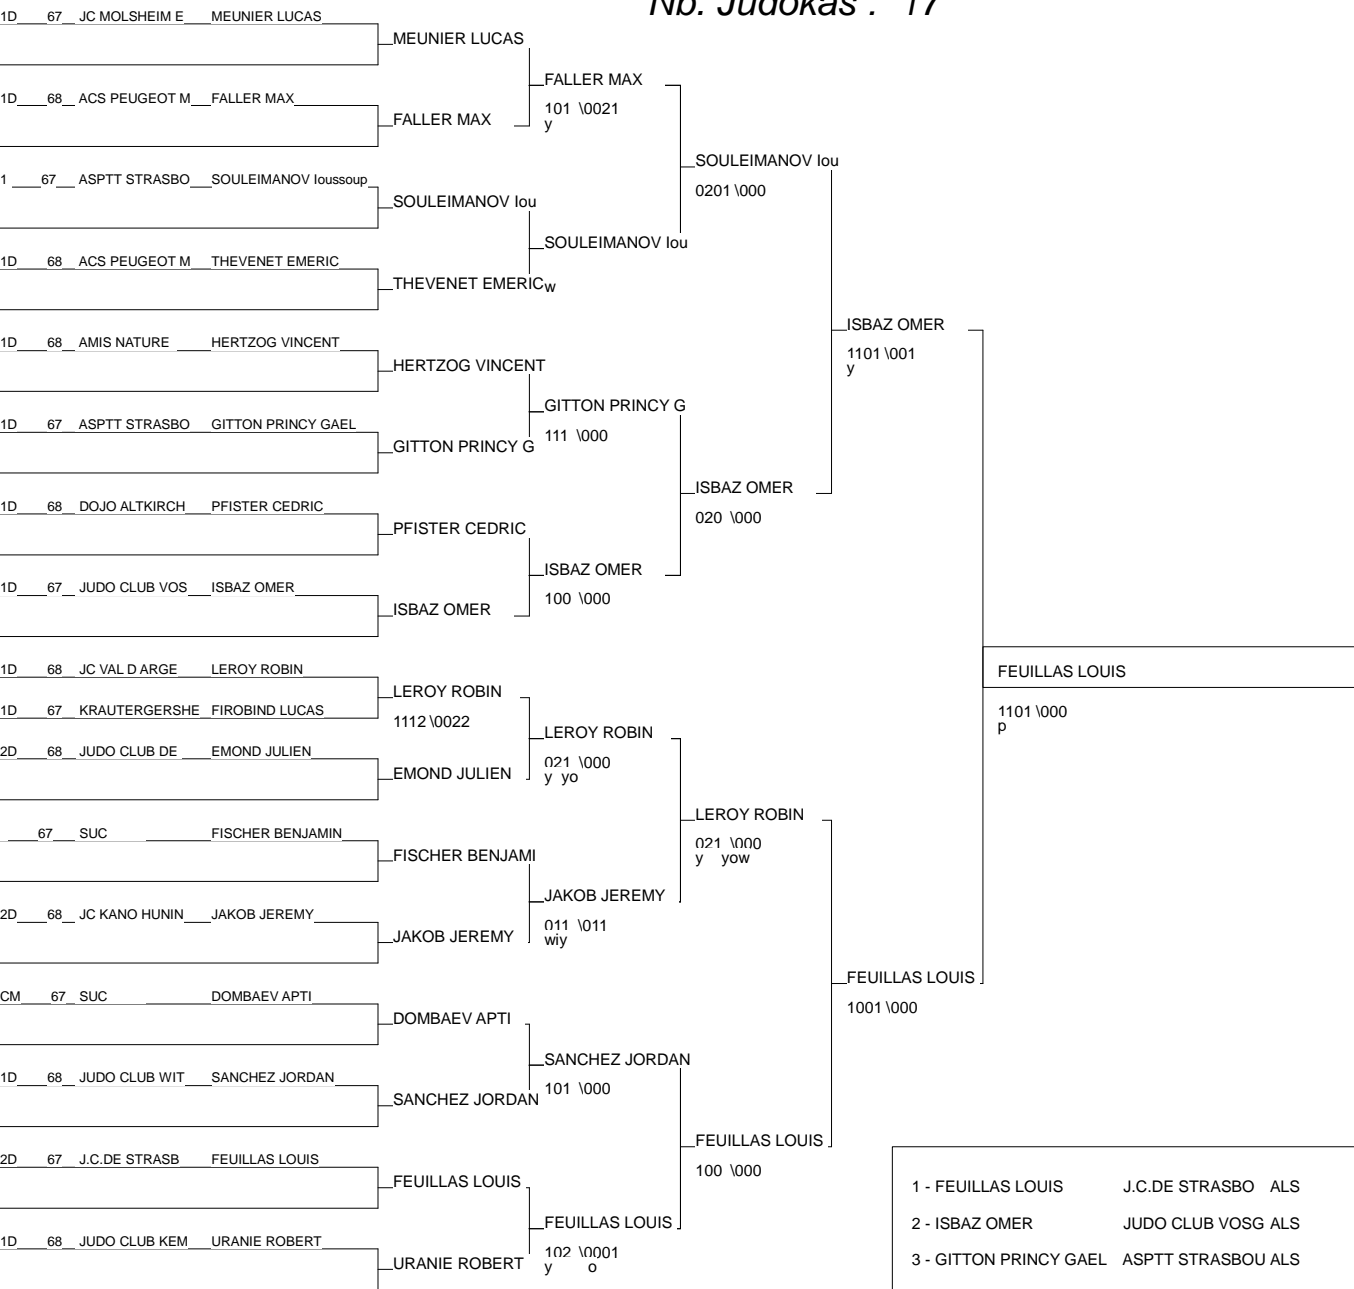 Nb. Judokas : 17
1D 67 JC MOLSHEIM E MEUNIER LUCAS
MEUNIER LUCAS
FALLER MAX
1D 68 ACS PEUGEOT M FALLER MAX
101 \0021
y
FALLER MAX
SOULEIMANOV Iou
1 67 ASPTT STRASBO SOULEIMANOV Ioussoup
0201 \000
SOULEIMANOV Iou
SOULEIMANOV Iou
1D 68 ACS PEUGEOT M THEVENET EMERIC
THEVENET EMERIC
w
ISBAZ OMER
1D 68 AMIS NATURE HERTZOG VINCENT
1101 \001
y
HERTZOG VINCENT
GITTON PRINCY G
1D 67 ASPTT STRASBO GITTON PRINCY GAEL
111 \000
GITTON PRINCY G
ISBAZ OMER
1D 68 DOJO ALTKIRCH PFISTER CEDRIC
020 \000
PFISTER CEDRIC
ISBAZ OMER
1D 67 JUDO CLUB VOS ISBAZ OMER
100 \000
ISBAZ OMER
1D 68 JC VAL D ARGE LEROY ROBIN
FEUILLAS LOUIS
LEROY ROBIN
1D 67 KRAUTERGERSHE FIROBIND LUCAS
1101 \000
p
1112 \0022
LEROY ROBIN
2D 68 JUDO CLUB DE EMOND JULIEN
021 \000
y yo
EMOND JULIEN
LEROY ROBIN
67 SUC FISCHER BENJAMIN
021 \000
y yow
FISCHER BENJAMI
JAKOB JEREMY
2D 68 JC KANO HUNIN JAKOB JEREMY
011 \011
wiy
JAKOB JEREMY
FEUILLAS LOUIS
CM 67 SUC DOMBAEV APTI
1001 \000
DOMBAEV APTI
SANCHEZ JORDAN
1D 68 JUDO CLUB WIT SANCHEZ JORDAN
101 \000
SANCHEZ JORDAN
FEUILLAS LOUIS
2D 67 J.C.DE STRASB FEUILLAS LOUIS
100 \000
FEUILLAS LOUIS
FEUILLAS LOUIS
1D 68 JUDO CLUB KEM URANIE ROBERT
102 \0001
y o
URANIE ROBERT
1 - FEUILLAS LOUIS J.C.DE STRASBO ALS
2 - ISBAZ OMER JUDO CLUB VOSG ALS
3 - GITTON PRINCY GAEL ASPTT STRASBOU ALS